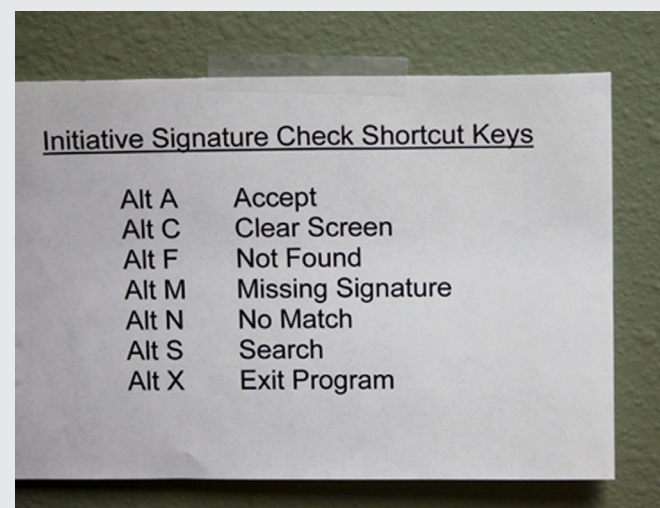 Initiative Signature Check Shortcut Keys
Alt A Accept
Alt C Clear Screen
Alt F Not Found
Alt M Missing Signature
Alt N No Match
Alt S Search
Alt X Exit Program